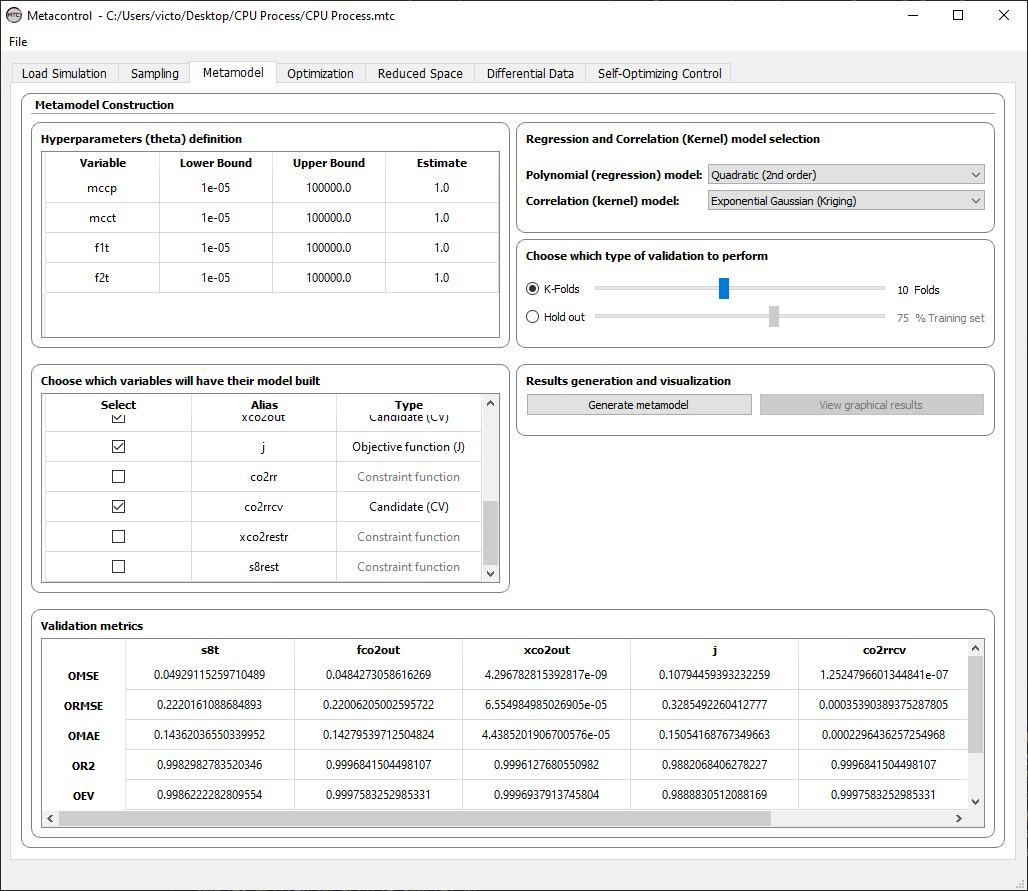 Metacontrol - C:/Users/victo/Desktop/CPU Process/CPU Process.mtc
File
Load Simulation Sampling Metamodel Optimization Reduced Space Differential Data Self-Optimizing Control
Metamodel Construction
Hyperparameters (theta) definition
Variable Lower Bound Upper Bound Estimate
mccp 1e-05 100000.0 1.0
mcct 1e-05 100000.0 1.0
f1t 1e-05 100000.0 1.0
f2t 1e-05 100000.0 1.0
Regression and Correlation (Kernel) model selection
Polynomial (regression) model: Quadratic (2nd order)
Correlation (kernel) model: Exponential Gaussian (Kriging)
Choose which type of validation to perform
K-Folds 10 Folds
Hold out 75 % Training set
Choose which variables will have their model built
Select Alias Type
xco2out Candidate (CV)
j Objective function (J)
co2rr Constraint function
co2rrcv Candidate (CV)
xco2restr Constraint function
s8rest Constraint function
Results generation and visualization
Generate metamodel View graphical results
Validation metrics
s8t fco2out xco2out j co2rrcv
OMSE 0.04929115259710489 0.0484273058616269 4.296782815392817e-09 0.10794459393232259 1.2524796601344841e-07
ORMSE 0.2220161088684893 0.22006205002595722 6.554984985026905e-05 0.3285492260412777 0.00035390389375287805
OMAE 0.14362036550339952 0.14279539712504824 4.4385201906700576e-05 0.15054168767349663 0.0002296436257254968
OR2 0.9982982783520346 0.9996841504498107 0.9996127680550982 0.9882068406278227 0.9996841504498107
OEV 0.9986222282809554 0.9997583252985331 0.9996937913745804 0.9888830512088169 0.9997583252985331